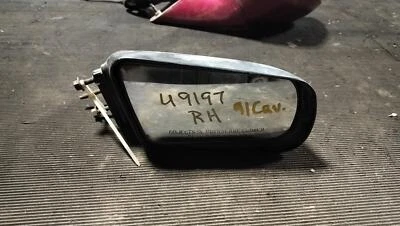 U9197 91 Cav.
RH
OBJECTS IN MIRROR ARE CLOSER